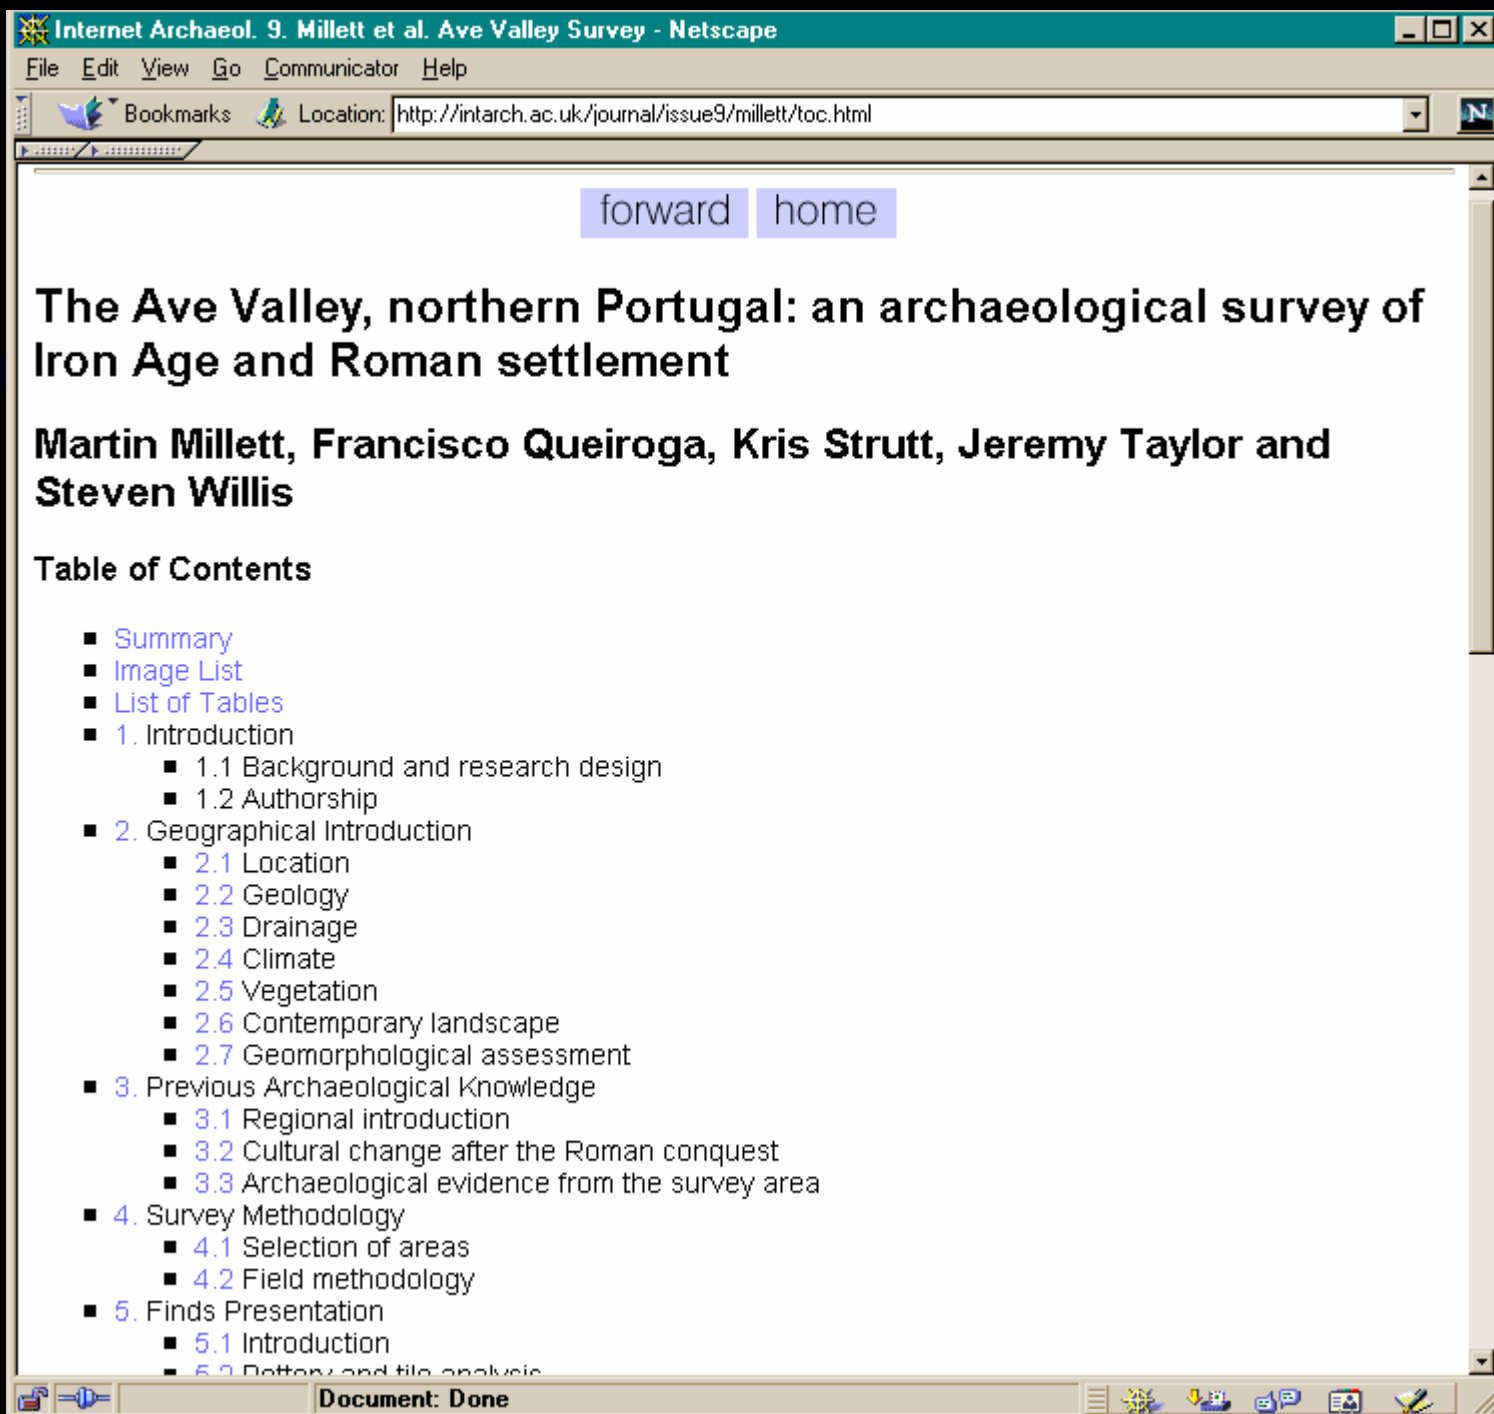 Internet Archaeol. 9. Millett et al. Ave Valley Survey - Netscape
File Edit View Go Communicator Help
Bookmarks Location: http://intarch.ac.uk/journal/issue9/millett/toc.html N
forward home
The Ave Valley, northern Portugal: an archaeological survey of
Iron Age and Roman settlement
Martin Millett, Francisco Queiroga, Kris Strutt, Jeremy Taylor and
Steven Willis
Table of Contents
Summary
Image List
List of Tables
1. Introduction
1.1 Background and research design
1.2 Authorship
2. Geographical Introduction
2.1 Location
2.2 Geology
2.3 Drainage
2.4 Climate
2.5 Vegetation
2.6 Contemporary landscape
2.7 Geomorphological assessment
3. Previous Archaeological Knowledge
3.1 Regional introduction
3.2 Cultural change after the Roman conquest
3.3 Archaeological evidence from the survey area
4. Survey Methodology
4.1 Selection of areas
4.2 Field methodology
5. Finds Presentation
5.1 Introduction
5.2 Pottery and tile analysis
Document: Done